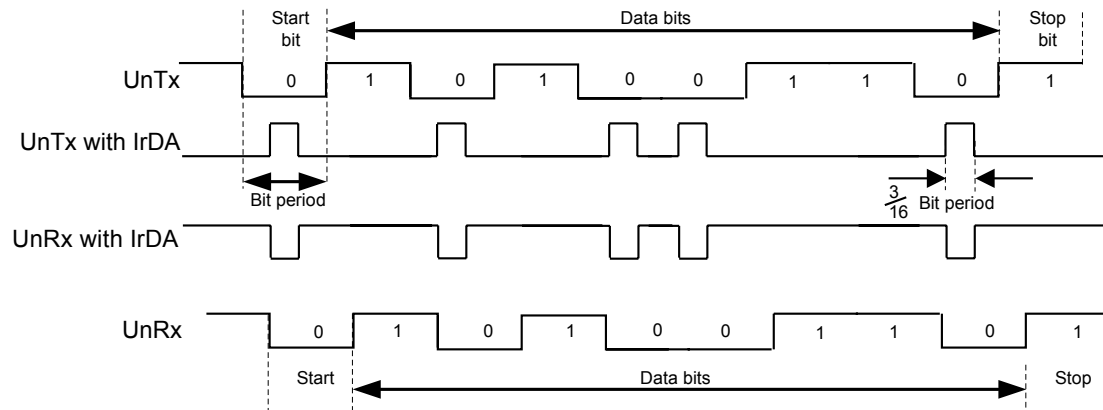 Start
bit
Data bits
Stop
bit
UnTx
0 1 0 1 0 0 1 1 0 1
UnTx with IrDA
Bit period
3
16
Bit period
UnRx with IrDA
UnRx
0 1 0 1 0 0 1 1 0 1
Start
Data bits
Stop